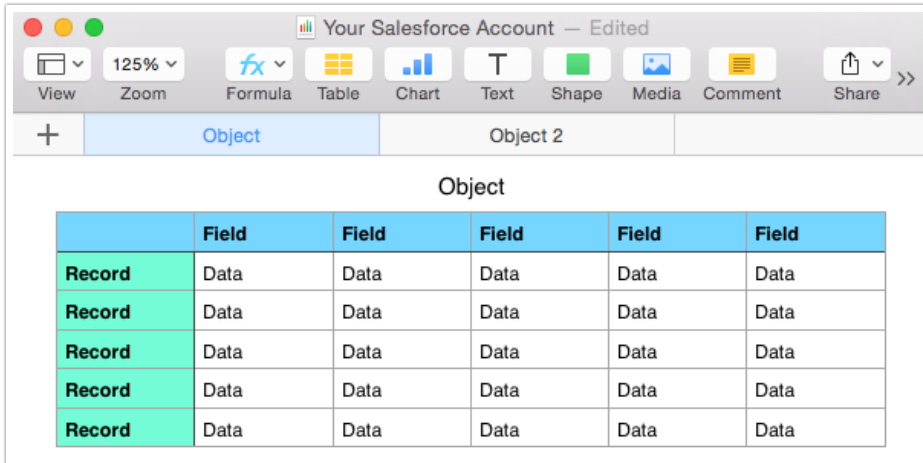 Your Salesforce Account — Edited
125%
View Zoom Formula Table Chart Text Shape Media Comment Share
Object Object 2
Object
Field Field Field Field Field
Record Data Data Data Data Data
Record Data Data Data Data Data
Record Data Data Data Data Data
Record Data Data Data Data Data
Record Data Data Data Data Data